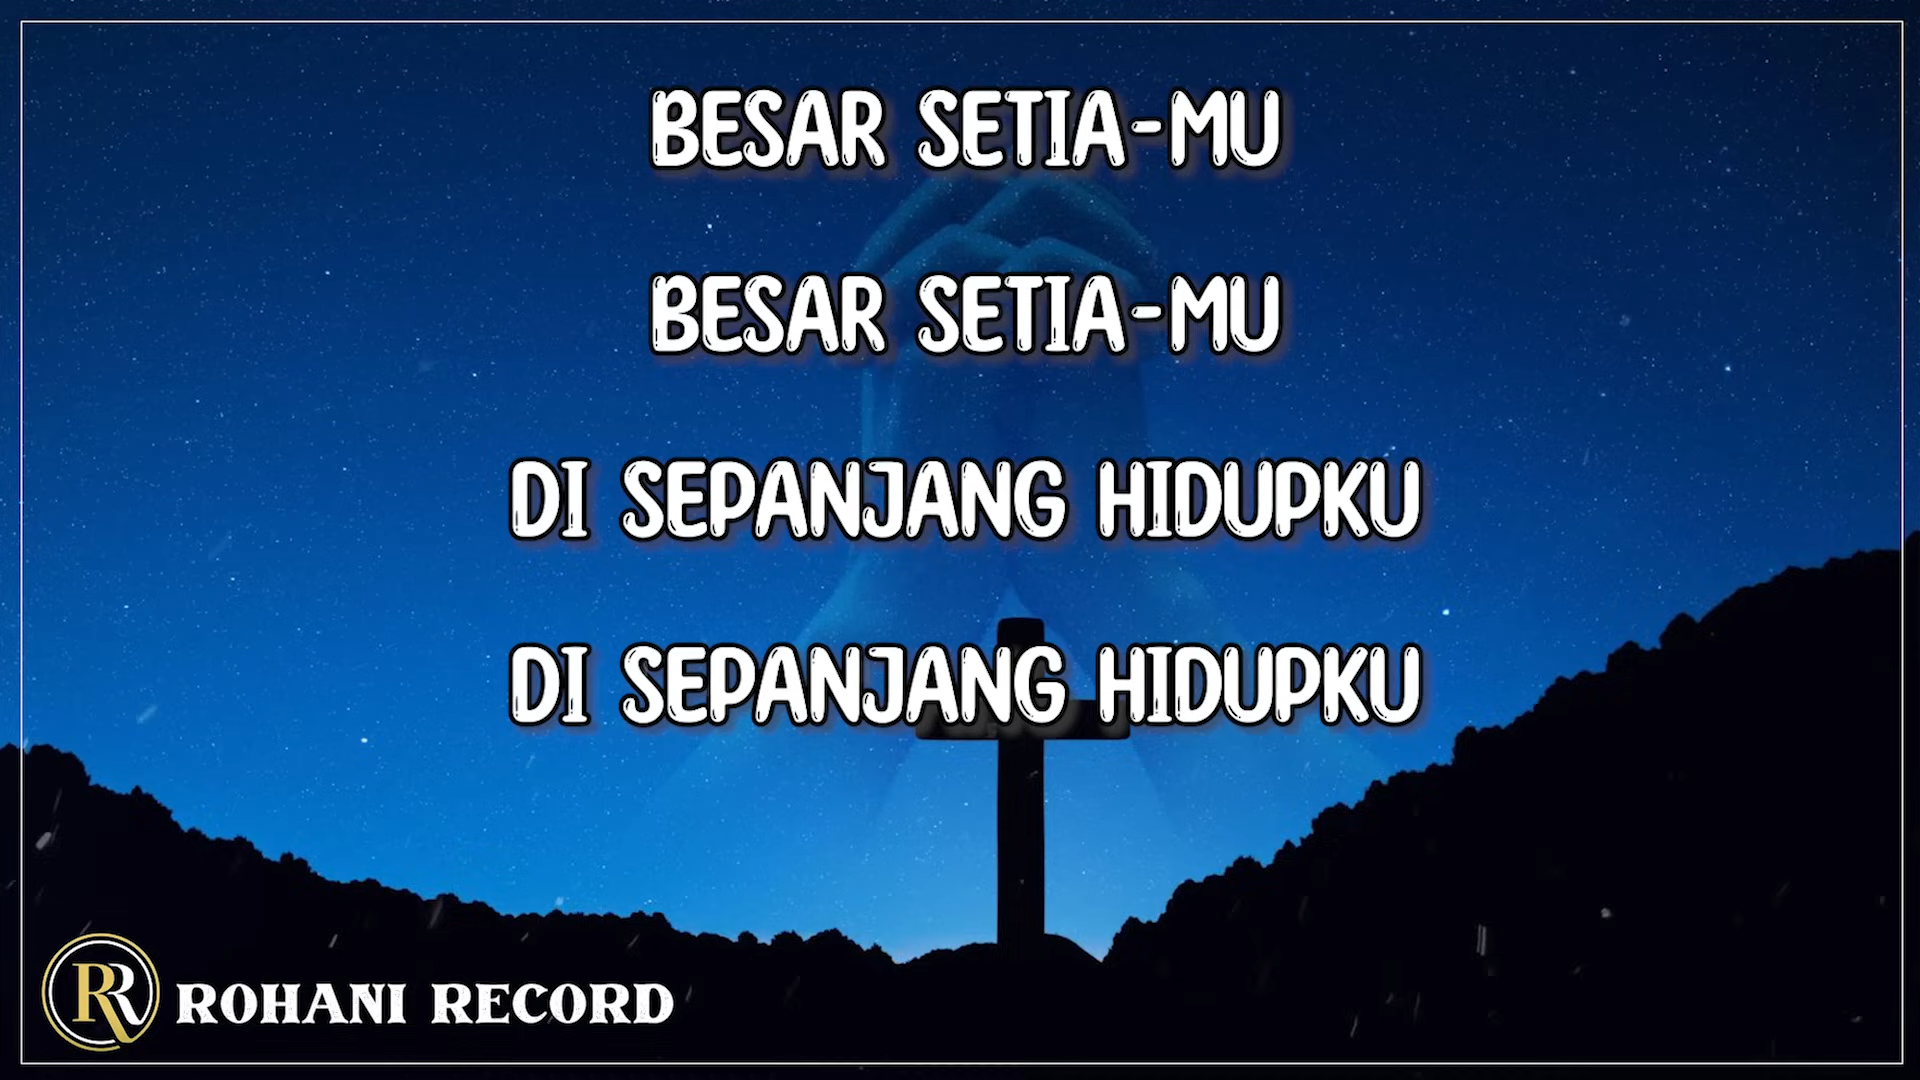 BESAR SETIA-MU
BESAR SETIA-MU
DI SEPANJANG HIDUPKU
DI SEPANJANG HIDUPKU
RR ROHANI RECORD